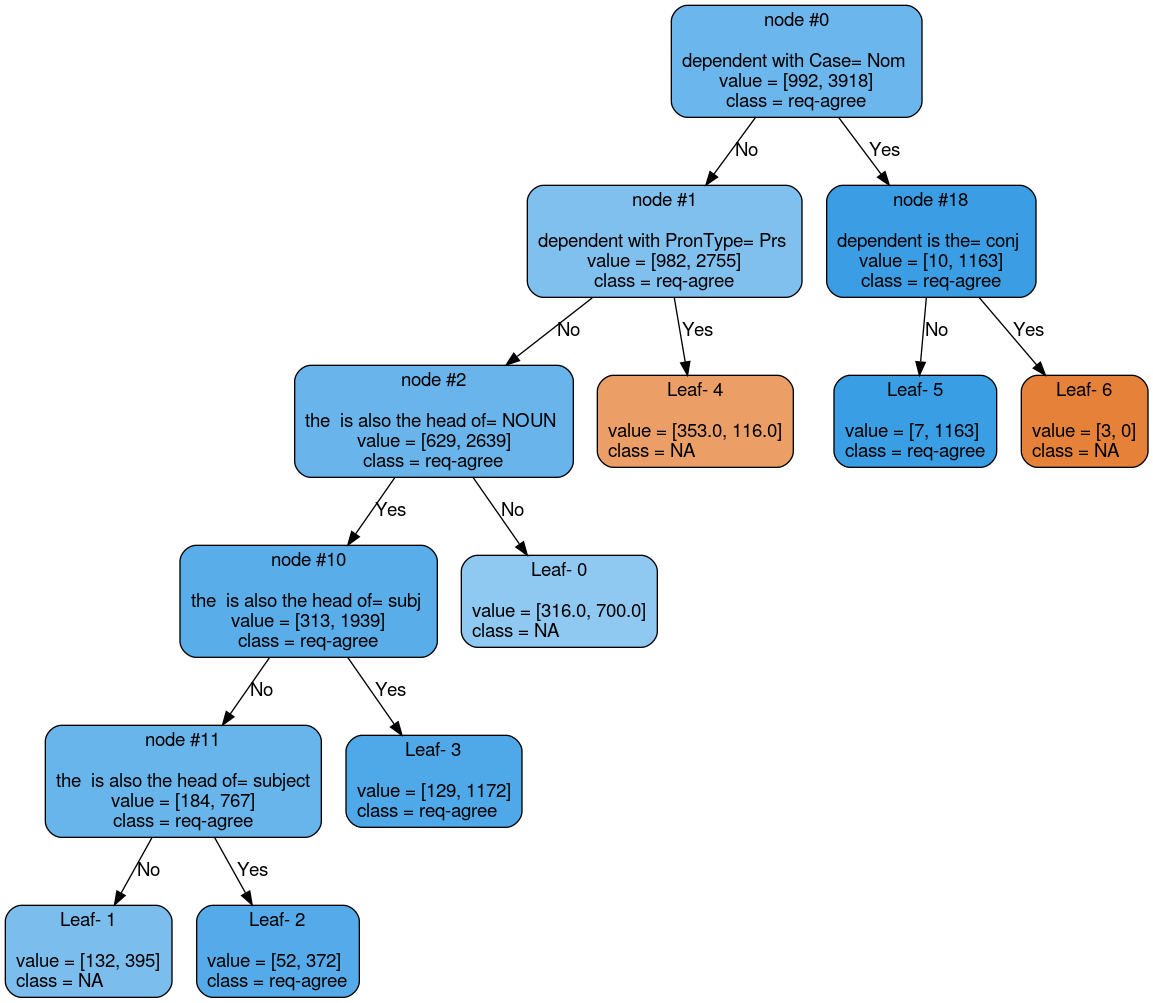 node #0
dependent with Case= Nom
value = [992, 3918]
class = req-agree
No
Yes
node #1
dependent with PronType= Prs
value = [982, 2755]
class = req-agree
node #18
dependent is the= conj
value = [10, 1163]
class = req-agree
No
Yes
No
Yes
node #2
the  is also the head of= NOUN
value = [629, 2639]
class = req-agree
Leaf- 4
value = [353.0, 116.0]
class = NA
Leaf- 5
value = [7, 1163]
class = req-agree
Leaf- 6
value = [3, 0]
class = NA
Yes
No
node #10
the  is also the head of= subj
value = [313, 1939]
class = req-agree
Leaf- 0
value = [316.0, 700.0]
class = NA
No
Yes
node #11
the  is also the head of= subject
value = [184, 767]
class = req-agree
Leaf- 3
value = [129, 1172]
class = req-agree
No
Yes
Leaf- 1
value = [132, 395]
class = NA
Leaf- 2
value = [52, 372]
class = req-agree